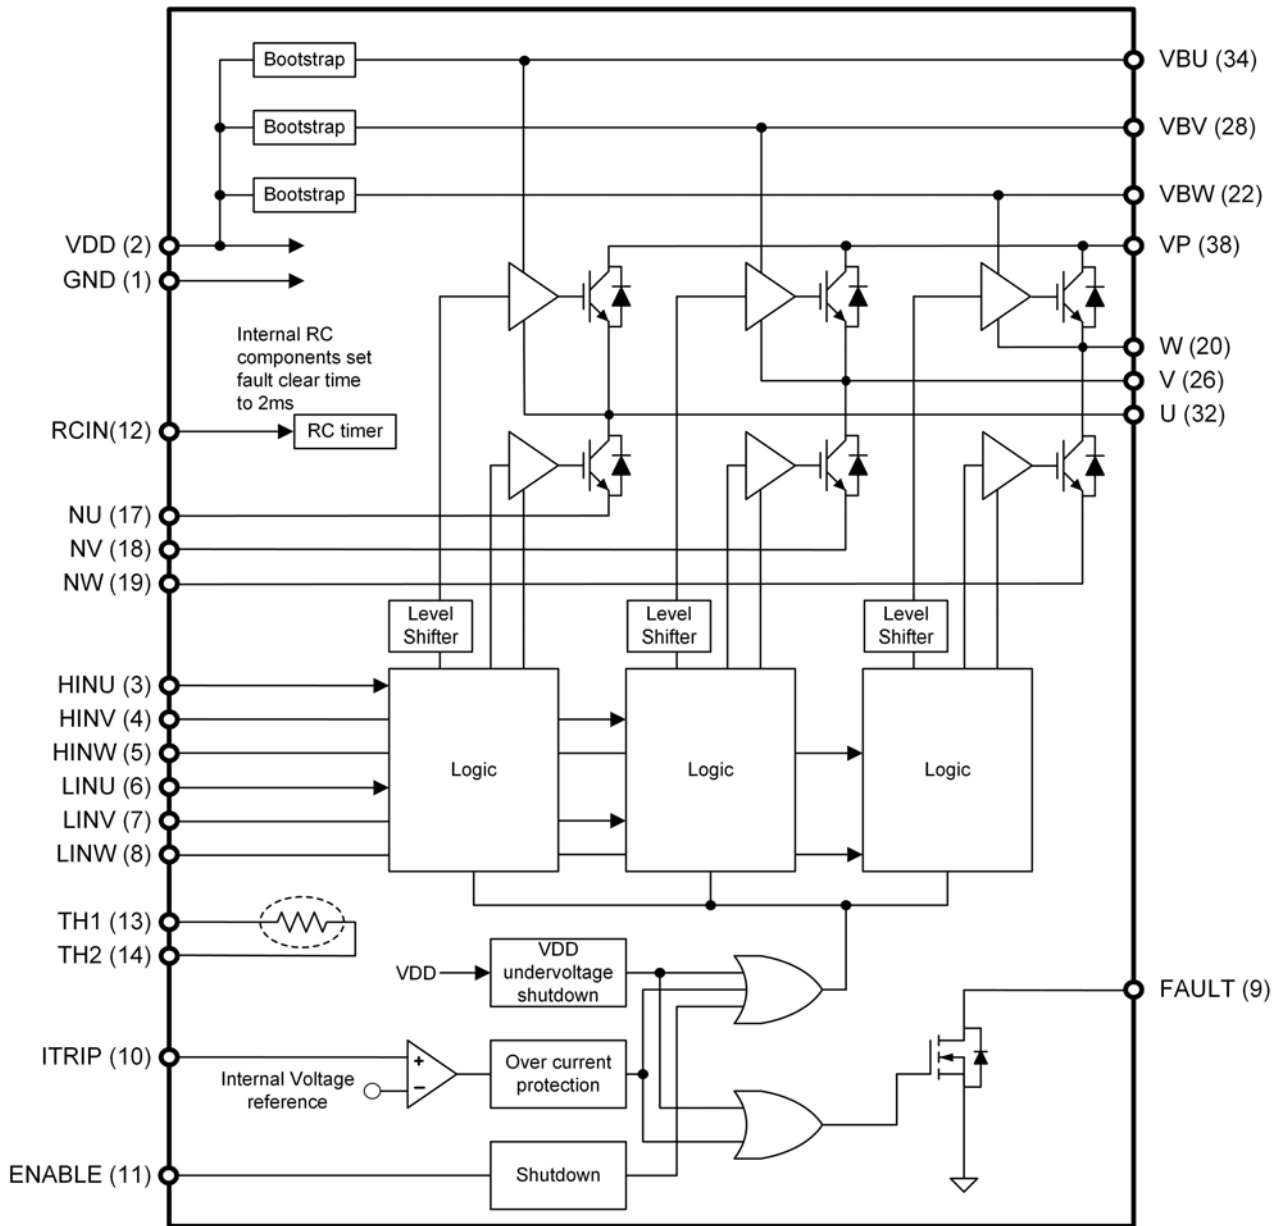 Bootstrap
VBU (34)
Bootstrap
VBV (28)
Bootstrap
VBW (22)
VDD (2)
VP (38)
GND (1)
Internal RC
components set
fault clear time
to 2ms
W (20)
V (26)
U (32)
RCIN(12)
RC timer
NU (17)
NV (18)
NW (19)
Level
Shifter
Level
Shifter
Level
Shifter
HINU (3)
HINV (4)
HINW (5)
LINU (6)
LINV (7)
LINW (8)
Logic
Logic
Logic
TH1 (13)
TH2 (14)
VDD
VDD
undervoltage
shutdown
FAULT (9)
ITRIP (10)
+
−
Internal Voltage
reference
Over current
protection
ENABLE (11)
Shutdown